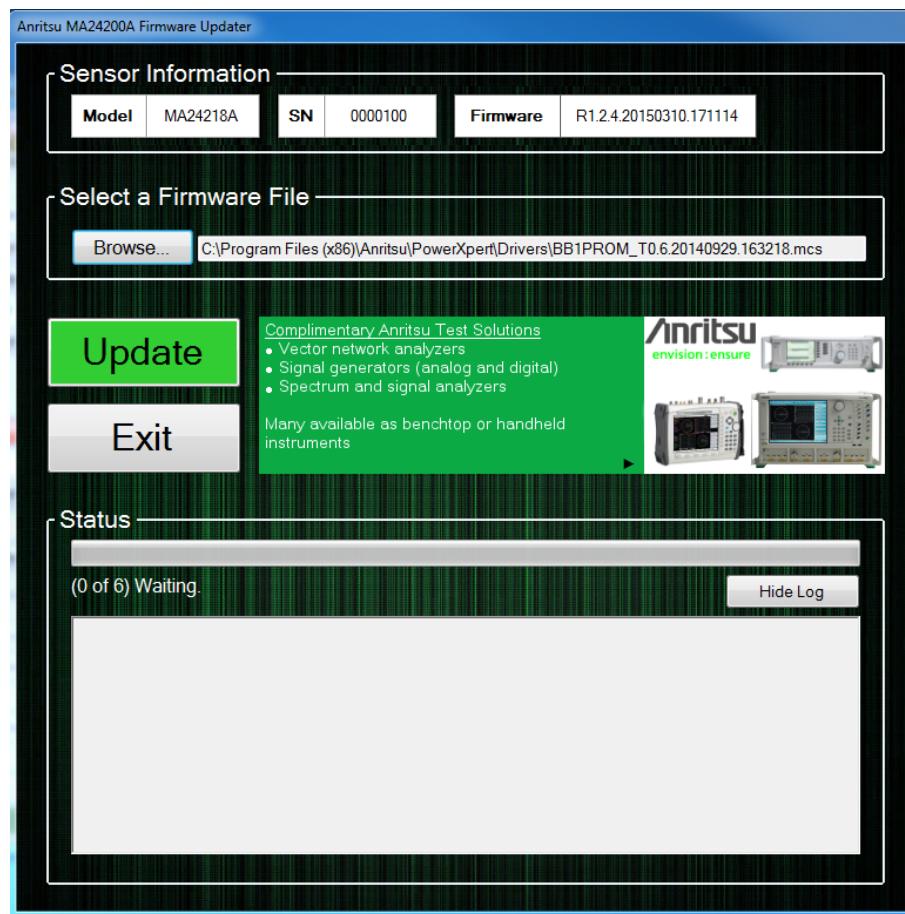 Anritsu MA24200A Firmware Updater
Sensor Information
Model MA24218A SN 0000100 Firmware R1.2.4.20150310.171114
Select a Firmware File
Browse... C:\Program Files (x86)\Anritsu\PowerXpert\Drivers\BB1PROM_T0.6.20140929.163218.mcs
Update
Exit
Complimentary Anritsu Test Solutions
• Vector network analyzers
• Signal generators (analog and digital)
• Spectrum and signal analyzers
Many available as benchtop or handheld
instruments
Anritsu
envision : ensure
Status
(0 of 6) Waiting.
Hide Log